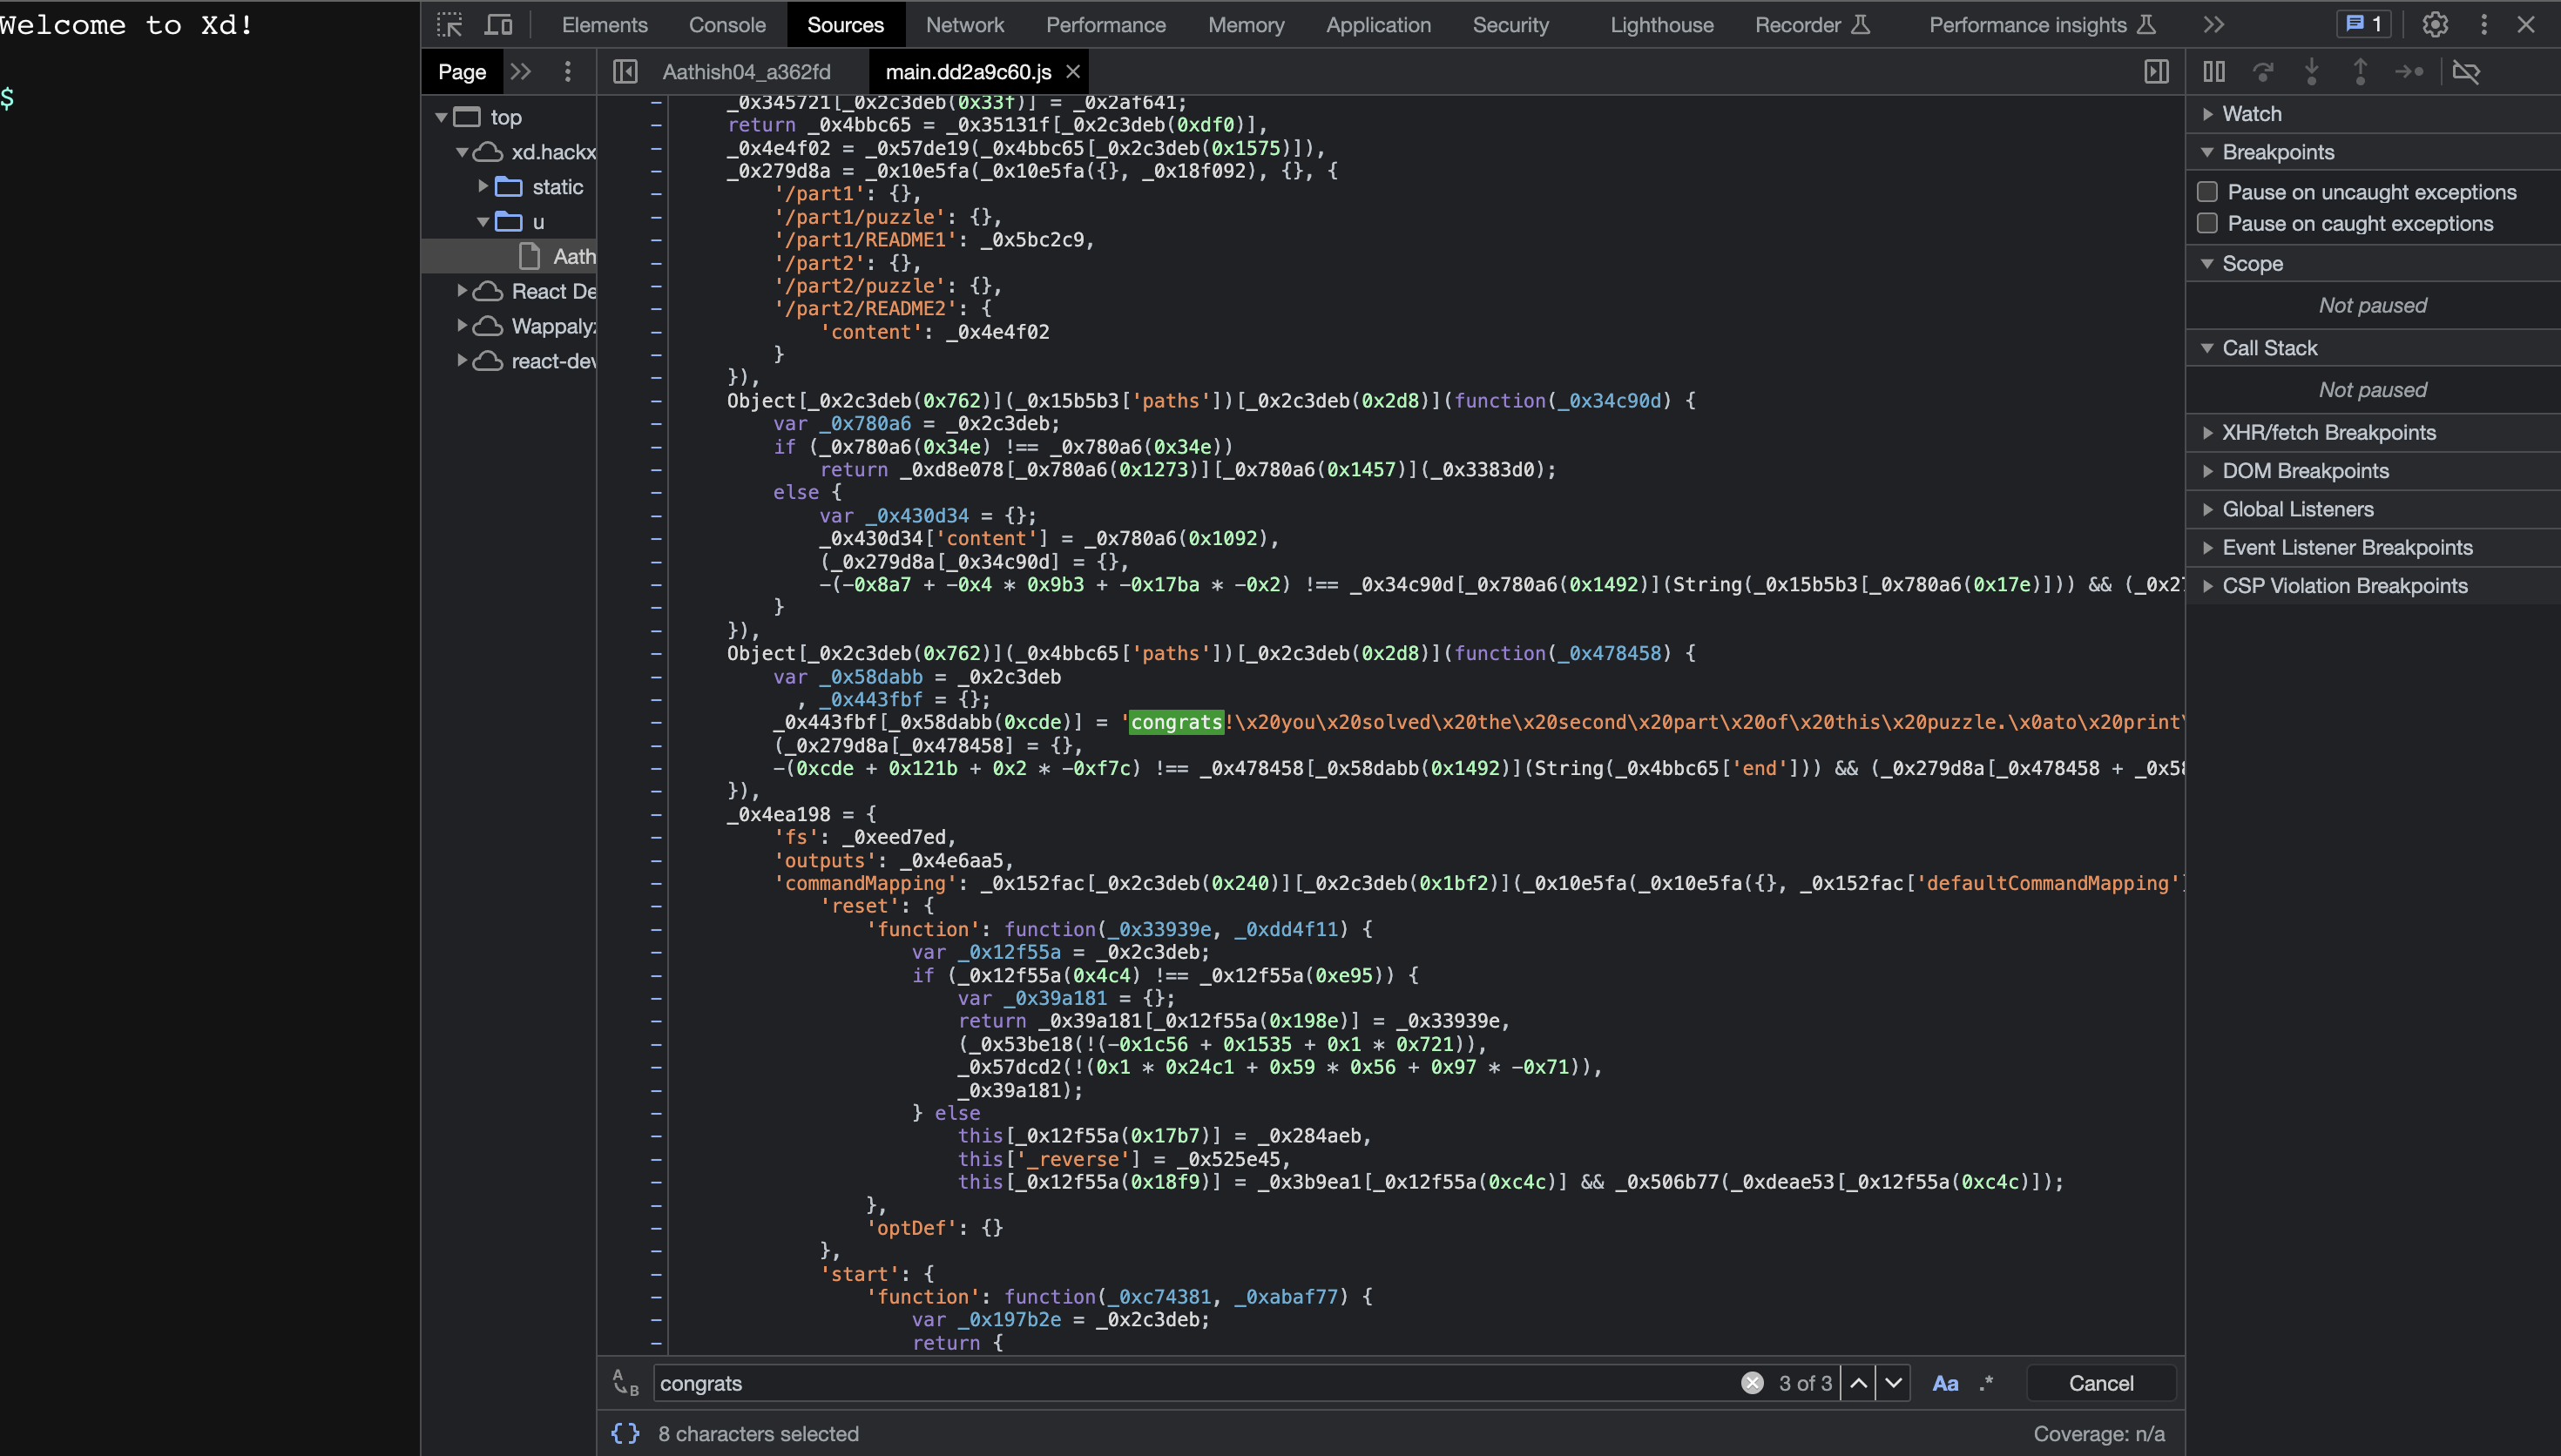 Welcome to Xd!
$
Elements Console Sources Network Performance Memory Application Security Lighthouse Recorder Performance insights 1
Page Aathish04_a362fd main.dd2a9c60.js
top
xd.hackx
static
u
Aath
React De
Wappalyz
react-dev
_0x345721[_0x2c3deb(0x33f)] = _0x2af641;
return _0x4bbc65 = _0x35131f[_0x2c3deb(0xdf0)],
_0x4e4f02 = _0x57de19(_0x4bbc65[_0x2c3deb(0x1575)]),
_0x279d8a = _0x10e5fa(_0x10e5fa({}, _0x18f092), {}, {
'/part1': {},
'/part1/puzzle': {},
'/part1/README1': _0x5bc2c9,
'/part2': {},
'/part2/puzzle': {},
'/part2/README2': {
'content': _0x4e4f02
}
}),
Object[_0x2c3deb(0x762)](_0x15b5b3['paths'])[_0x2c3deb(0x2d8)](function(_0x34c90d) {
var _0x780a6 = _0x2c3deb;
if (_0x780a6(0x34e) !== _0x780a6(0x34e))
return _0xd8e078[_0x780a6(0x1273)][_0x780a6(0x1457)](_0x3383d0);
else {
var _0x430d34 = {};
_0x430d34['content'] = _0x780a6(0x1092),
(_0x279d8a[_0x34c90d] = {},
-(-0x8a7 + -0x4 * 0x9b3 + -0x17ba * -0x2) !== _0x34c90d[_0x780a6(0x1492)](String(_0x15b5b3[_0x780a6(0x17e)])) && (_0x27
}
}),
Object[_0x2c3deb(0x762)](_0x4bbc65['paths'])[_0x2c3deb(0x2d8)](function(_0x478458) {
var _0x58dabb = _0x2c3deb
, _0x443fbf = {};
_0x443fbf[_0x58dabb(0xcde)] = 'congrats!\x20you\x20solved\x20the\x20second\x20part\x20of\x20this\x20puzzle.\x0ato\x20print\
(_0x279d8a[_0x478458] = {},
-(0xcde + 0x121b + 0x2 * -0xf7c) !== _0x478458[_0x58dabb(0x1492)](String(_0x4bbc65['end'])) && (_0x279d8a[_0x478458 + _0x58
}),
_0x4ea198 = {
'fs': _0xeed7ed,
'outputs': _0x4e6aa5,
'commandMapping': _0x152fac[_0x2c3deb(0x240)][_0x2c3deb(0x1bf2)](_0x10e5fa(_0x10e5fa({}, _0x152fac['defaultCommandMapping']
'reset': {
'function': function(_0x33939e, _0xdd4f11) {
var _0x12f55a = _0x2c3deb;
if (_0x12f55a(0x4c4) !== _0x12f55a(0xe95)) {
var _0x39a181 = {};
return _0x39a181[_0x12f55a(0x198e)] = _0x33939e,
(_0x53be18(!(-0x1c56 + 0x1535 + 0x1 * 0x721)),
_0x57dcd2(!(0x1 * 0x24c1 + 0x59 * 0x56 + 0x97 * -0x71)),
_0x39a181);
} else
this[_0x12f55a(0x17b7)] = _0x284aeb,
this['_reverse'] = _0x525e45,
this[_0x12f55a(0x18f9)] = _0x3b9ea1[_0x12f55a(0xc4c)] && _0x506b77(_0xdeae53[_0x12f55a(0xc4c)]);
},
'optDef': {}
},
'start': {
'function': function(_0xc74381, _0xabaf77) {
var _0x197b2e = _0x2c3deb;
return {
Watch
Breakpoints
Pause on uncaught exceptions
Pause on caught exceptions
Scope
Not paused
Call Stack
Not paused
XHR/fetch Breakpoints
DOM Breakpoints
Global Listeners
Event Listener Breakpoints
CSP Violation Breakpoints
A B congrats 3 of 3 Aa .* Cancel
{} 8 characters selected Coverage: n/a